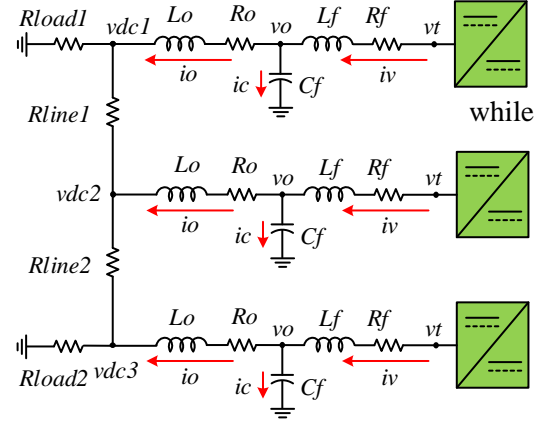 Rload1 vdc1 Lo Ro vo Lf Rf vt
io ic Cf iv
while
Rline1
vdc2 Lo Ro vo Lf Rf vt
io ic Cf iv
Rline2
Lo Ro vo Lf Rf vt
Rload2 vdc3 io ic Cf iv